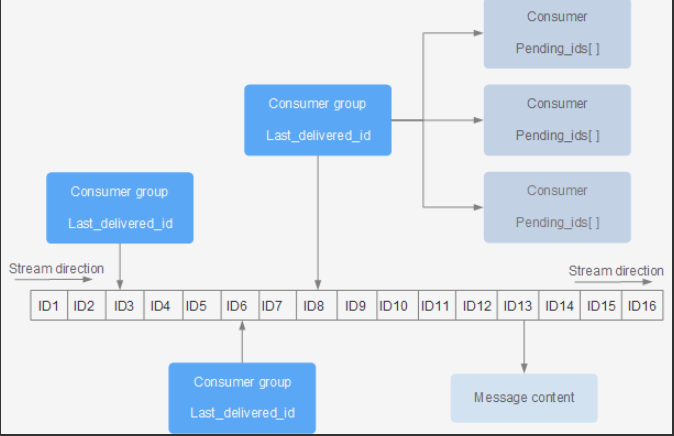 Consumer
Pending_ids[ ]
Consumer group
Last_delivered_id
Consumer
Pending_ids[ ]
Consumer group
Last_delivered_id
Consumer
Pending_ids[ ]
Stream direction
Stream direction
ID1 ID2 ID3 ID4 ID5 ID6 ID7 ID8 ID9 ID10 ID11 ID12 ID13 ID14 ID15 ID16
Consumer group
Last_delivered_id
Message content